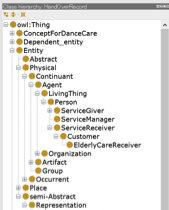 Class hierarchy: HandOverRecord
owl:Thing
ConceptForDanceCare
Dependent_entity
Entity
Abstract
Physical
Continuant
Agent
LivingThing
Person
ServiceGiver
ServiceManager
ServiceReceiver
Customer
ElderlyCareReceiver
Organization
Artifact
Group
Occurrent
Place
semi-Abstract
Representation